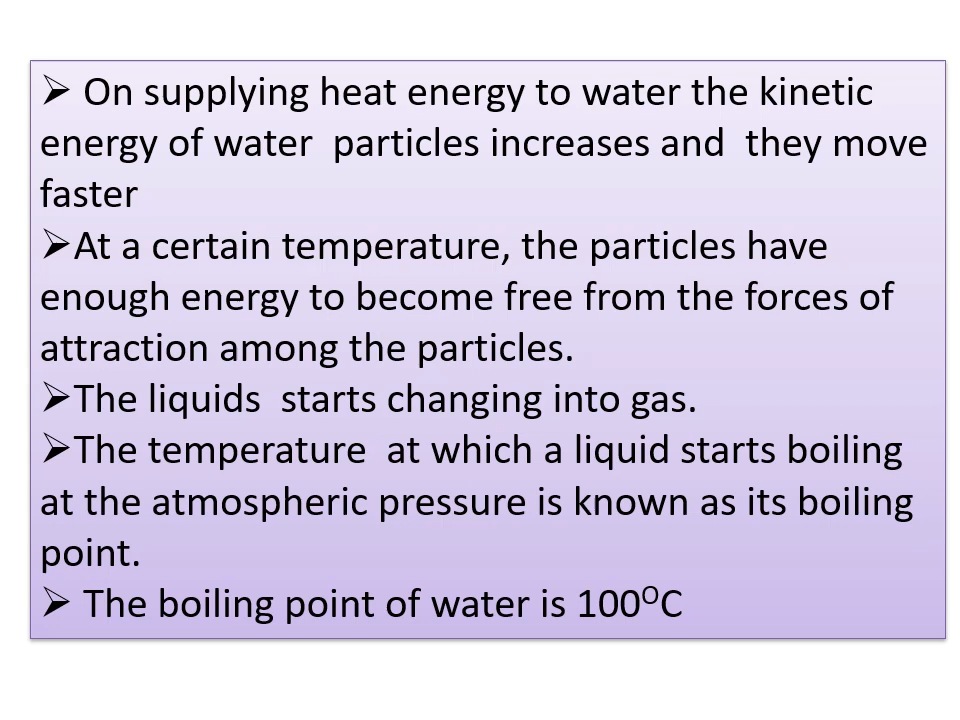 ➢ On supplying heat energy to water the kinetic
energy of water  particles increases and  they move
faster
➢At a certain temperature, the particles have
enough energy to become free from the forces of
attraction among the particles.
➢The liquids  starts changing into gas.
➢The temperature  at which a liquid starts boiling
at the atmospheric pressure is known as its boiling
point.
➢ The boiling point of water is 100ᴼC